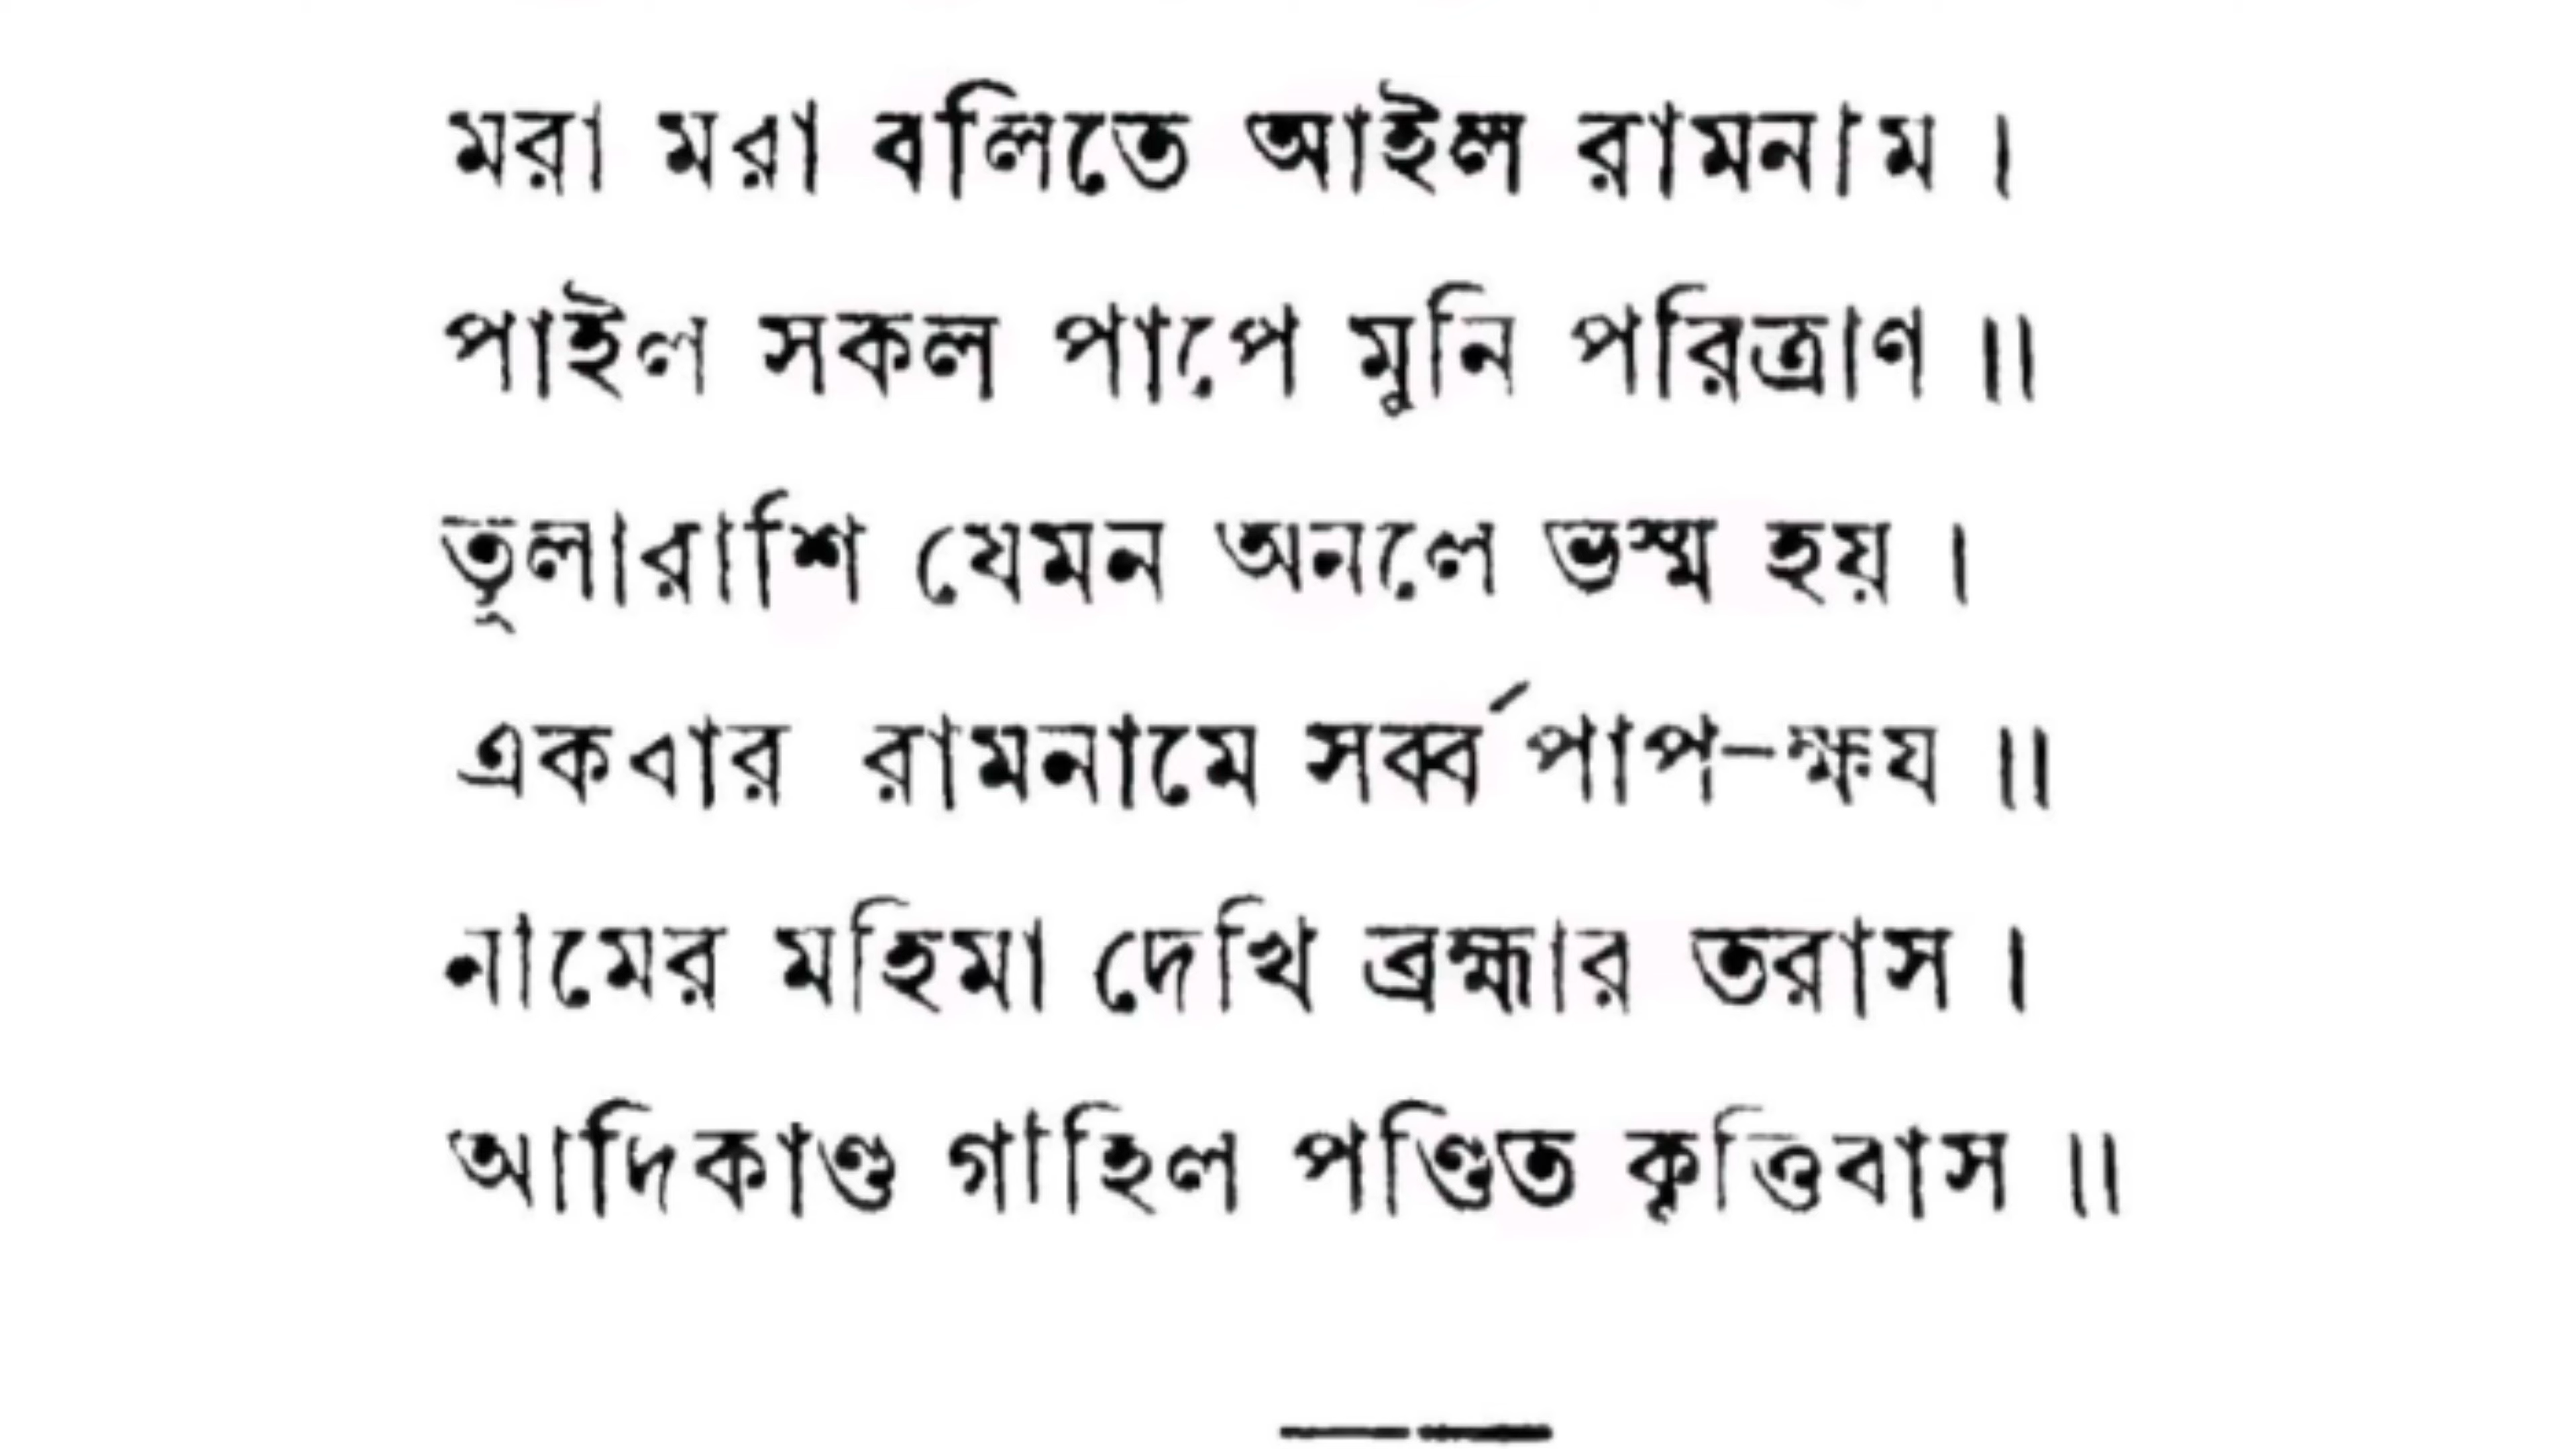 মরা মরা বলিতে আইল রামনাম ।
পাইল সকল পাপে মুনি পরিত্রাণ ॥
তূলারাশি যেমন অনলে ভস্ম হয় ।
একবার রামনামে সর্ব্বপাপ-ক্ষয ॥
নামের মহিমা দেখি ব্রহ্মার তরাস ।
আদিকাণ্ড গাহিল পণ্ডিত কৃত্তিবাস ॥